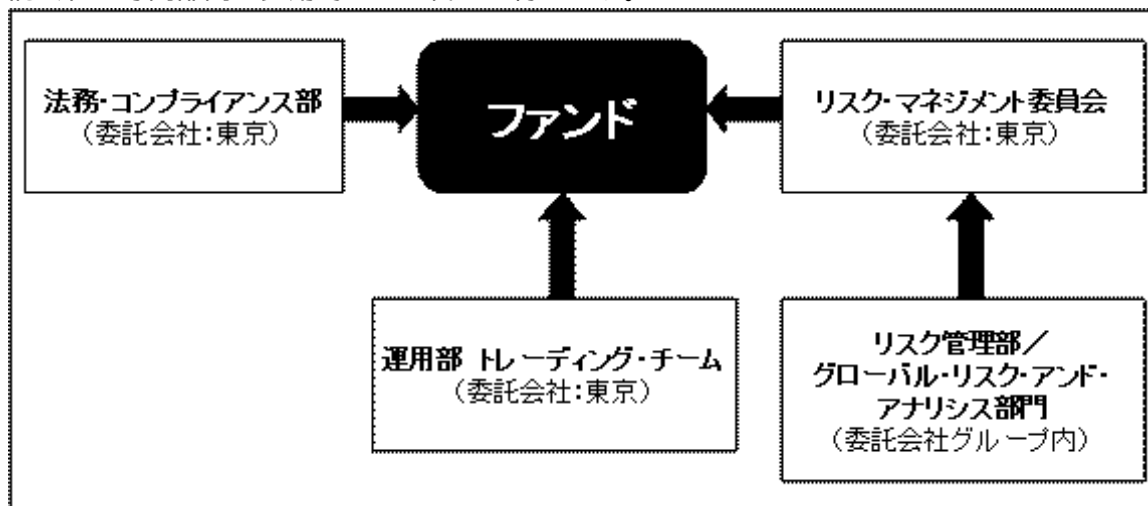 法務・コンプライアンス部
（委託会社：東京）
ファンド
リスク・マネジメント委員会
（委託会社：東京）
運用部 トレーディング・チーム
（委託会社：東京）
リスク管理部／
グローバル・リスク・アンド・
アナリシス部門
（委託会社グループ内）